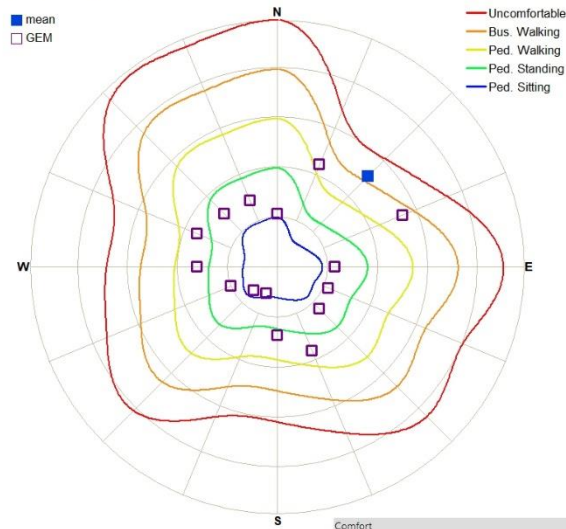 N
mean
GEM
Uncomfortable
Bus. Walking
Ped. Walking
Ped. Standing
Ped. Sitting
W
E
S
Comfort